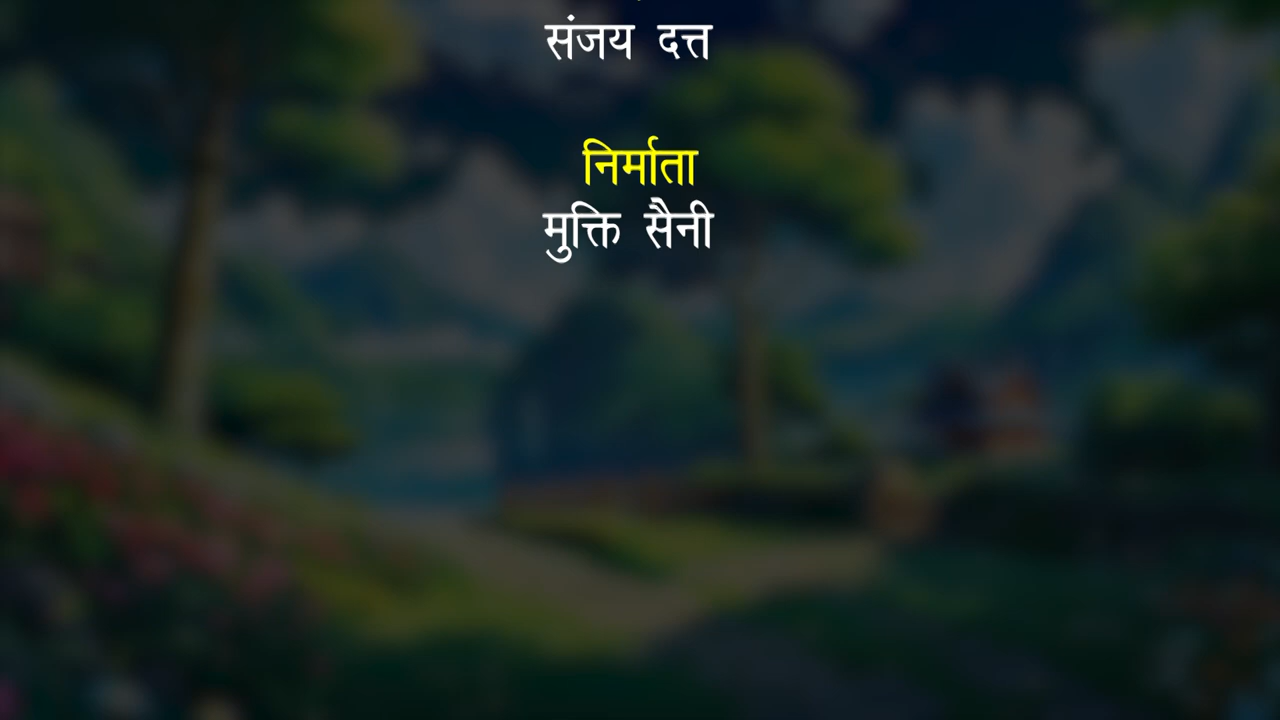 संजय दत्त
निर्माता
मुक्ति सैनी